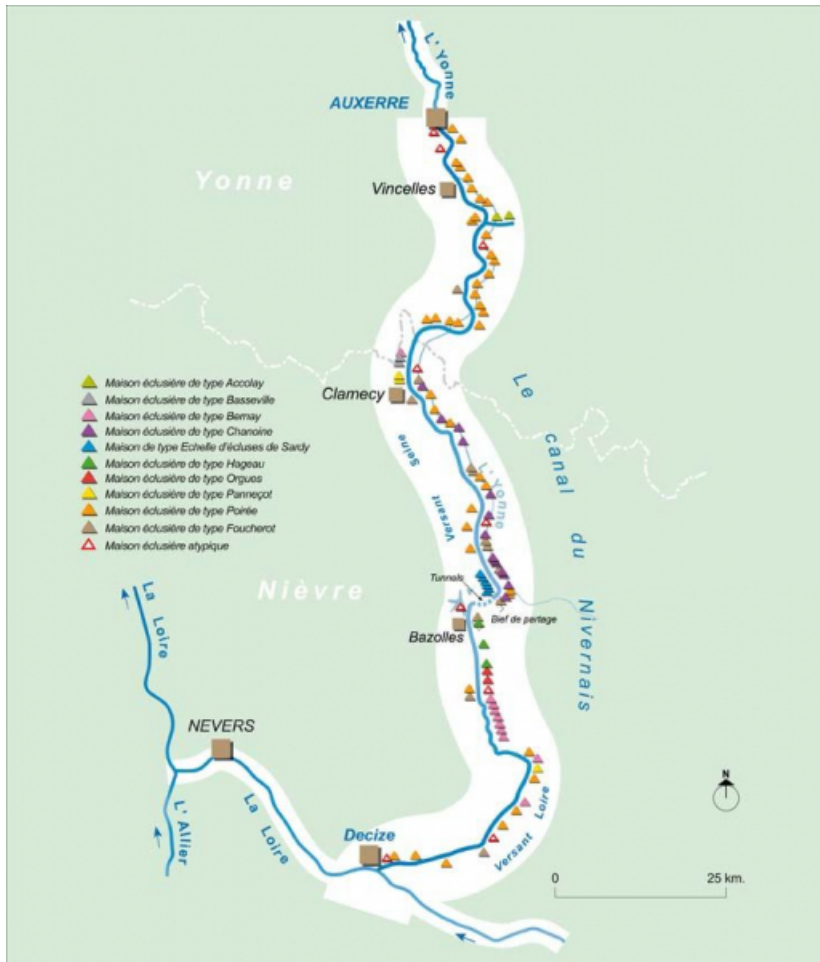 L'Yonne
AUXERRE
Yonne
Vincelles
Maison éclusière de type Accolay
Maison éclusière de type Basseville
Maison éclusière de type Bernay
Maison éclusière de type Chanoine
Maison de type Echelle d'écluses de Sardy
Maison éclusière de type Hageau
Maison éclusière de type Orgues
Maison éclusière de type Panneçot
Maison éclusière de type Poirée
Maison éclusière de type Foucherot
Maison éclusière atypique
Clamecy
Le canal du Nivernais
Versant Seine
L'Yonne
Nièvre
Tunnels
Bief de partage
Bazolles
La Loire
NEVERS
L'Allier
La Loire
Decize
Versant Loire
N
0 25 km.